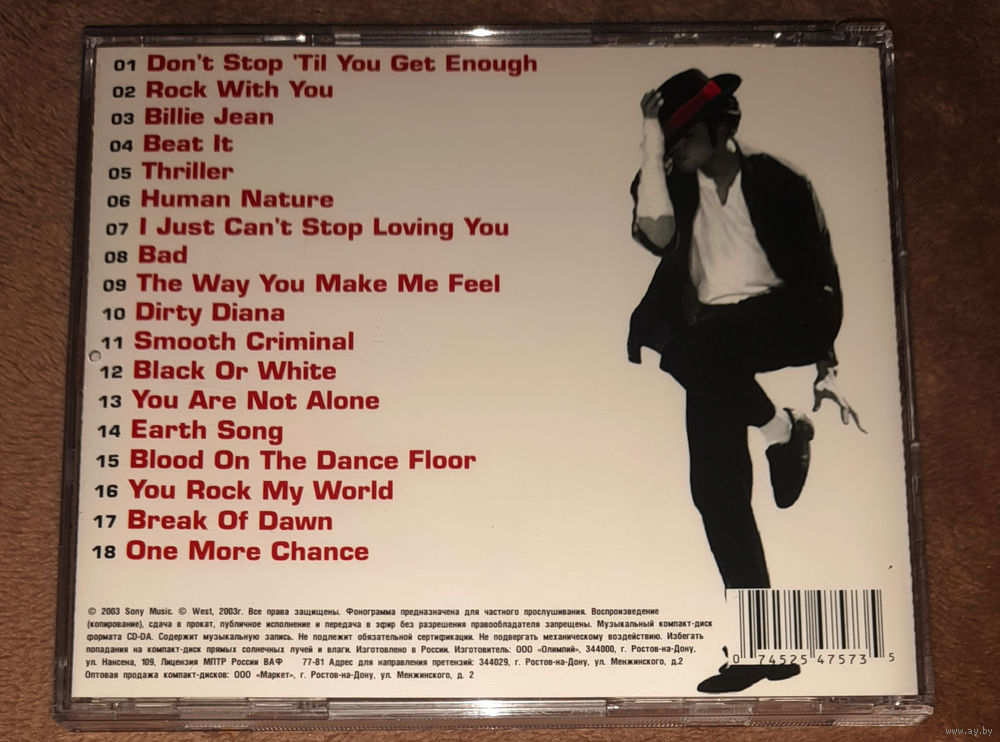 01 Don't Stop 'Til You Get Enough
02 Rock With You
03 Billie Jean
04 Beat It
05 Thriller
06 Human Nature
07 I Just Can't Stop Loving You
08 Bad
09 The Way You Make Me Feel
10 Dirty Diana
11 Smooth Criminal
12 Black Or White
13 You Are Not Alone
14 Earth Song
15 Blood On The Dance Floor
16 You Rock My World
17 Break Of Dawn
18 One More Chance
© 2003 Sony Music. © West, 2003г. Все права защищены. Фонограмма предназначена для частного прослушивания. Воспроизведение
(копирование), сдача в прокат, публичное исполнение и передача в эфир без разрешения правообладателя запрещены. Музыкальный компакт-диск
формата CD-DA. Содержит музыкальную запись. Не подлежит обязательной сертификации. Не подвергать механическому воздействию. Избегать
попадания на компакт-диск прямых солнечных лучей и влаги. Изготовлено в России. Изготовитель: ООО «Олимпий», 344000, г. Ростов-на-Дону,
ул. Нансена, 109, Лицензия МПТР России ВАФ 77-81 Адрес для направления претензий: 344029, г. Ростов-на-Дону, ул. Менжинского, д.2
Оптовая продажа компакт-дисков: ООО «Маркет», г. Ростов-на-Дону, ул. Менжинского, д. 2
0 74525 47573 5
www.ay.by